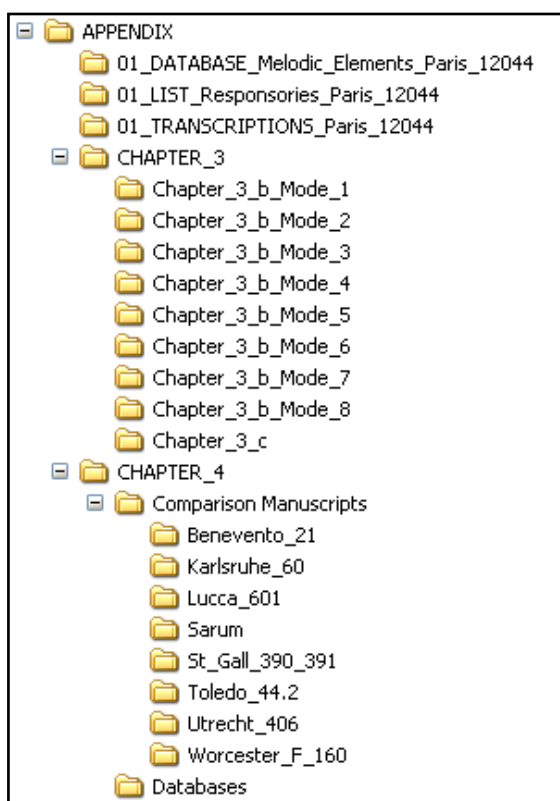 APPENDIX
01_DATABASE_Melodic_Elements_Paris_12044
01_LIST_Responsories_Paris_12044
01_TRANSCRIPTIONS_Paris_12044
CHAPTER_3
Chapter_3_b_Mode_1
Chapter_3_b_Mode_2
Chapter_3_b_Mode_3
Chapter_3_b_Mode_4
Chapter_3_b_Mode_5
Chapter_3_b_Mode_6
Chapter_3_b_Mode_7
Chapter_3_b_Mode_8
Chapter_3_c
CHAPTER_4
Comparison Manuscripts
Benevento_21
Karlsruhe_60
Lucca_601
Sarum
St_Gall_390_391
Toledo_44.2
Utrecht_406
Worcester_F_160
Databases